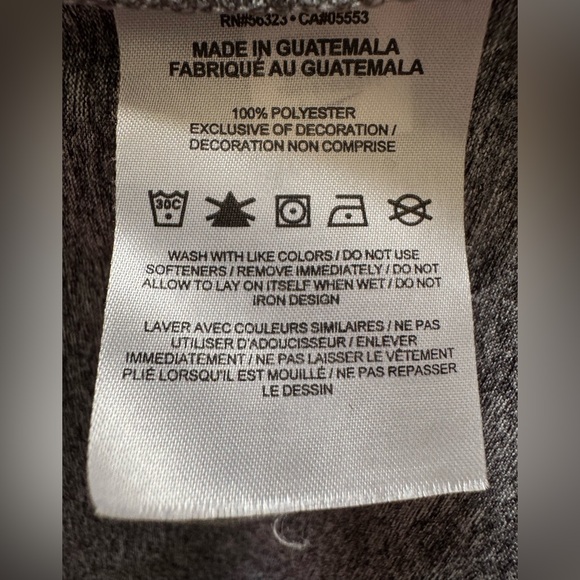 RN#56323 • CA#05553
MADE IN GUATEMALA
FABRIQUÉ AU GUATEMALA
100% POLYESTER
EXCLUSIVE OF DECORATION /
DECORATION NON COMPRISE
30C
WASH WITH LIKE COLORS / DO NOT USE
SOFTENERS / REMOVE IMMEDIATELY / DO NOT
ALLOW TO LAY ON ITSELF WHEN WET / DO NOT
IRON DESIGN
LAVER AVEC COULEURS SIMILAIRES / NE PAS
UTILISER D'ADOUCISSEUR / ENLEVER
IMMEDIATEMENT / NE PAS LAISSER LE VÊTEMENT
PLIÉ LORSQU'IL EST MOUILLÉ / NE PAS REPASSER
LE DESSIN